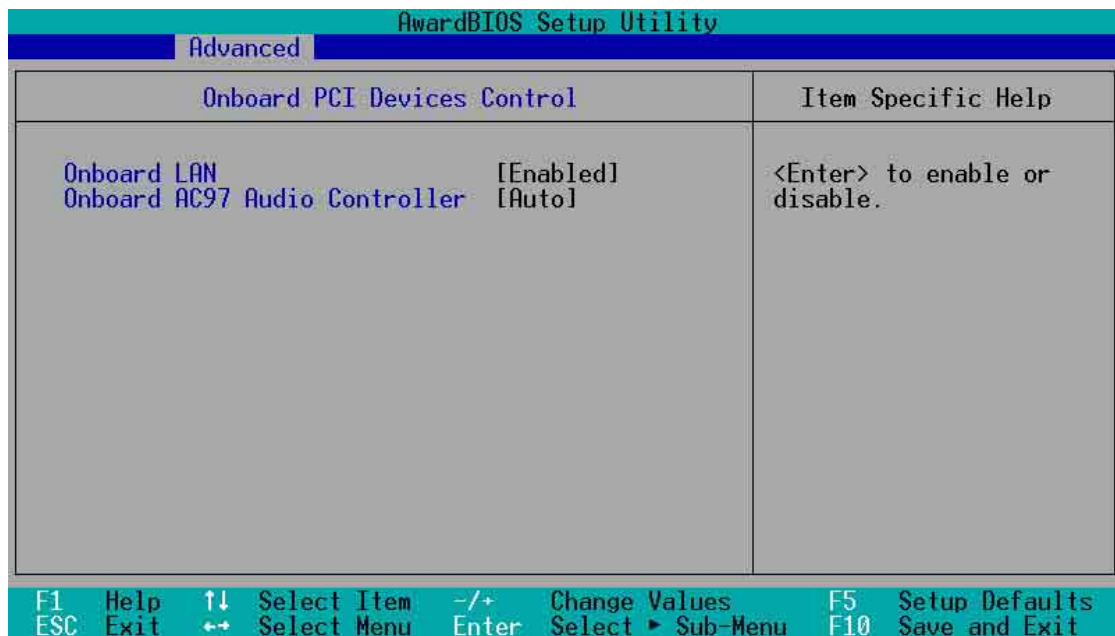 AwardBIOS Setup Utility
Advanced
Onboard PCI Devices Control
Item Specific Help
Onboard LAN [Enabled]
Onboard AC97 Audio Controller [Auto]
<Enter> to enable or
disable.
F1 Help ↑↓ Select Item -/+ Change Values F5 Setup Defaults
ESC Exit ←→ Select Menu Enter Select ► Sub-Menu F10 Save and Exit